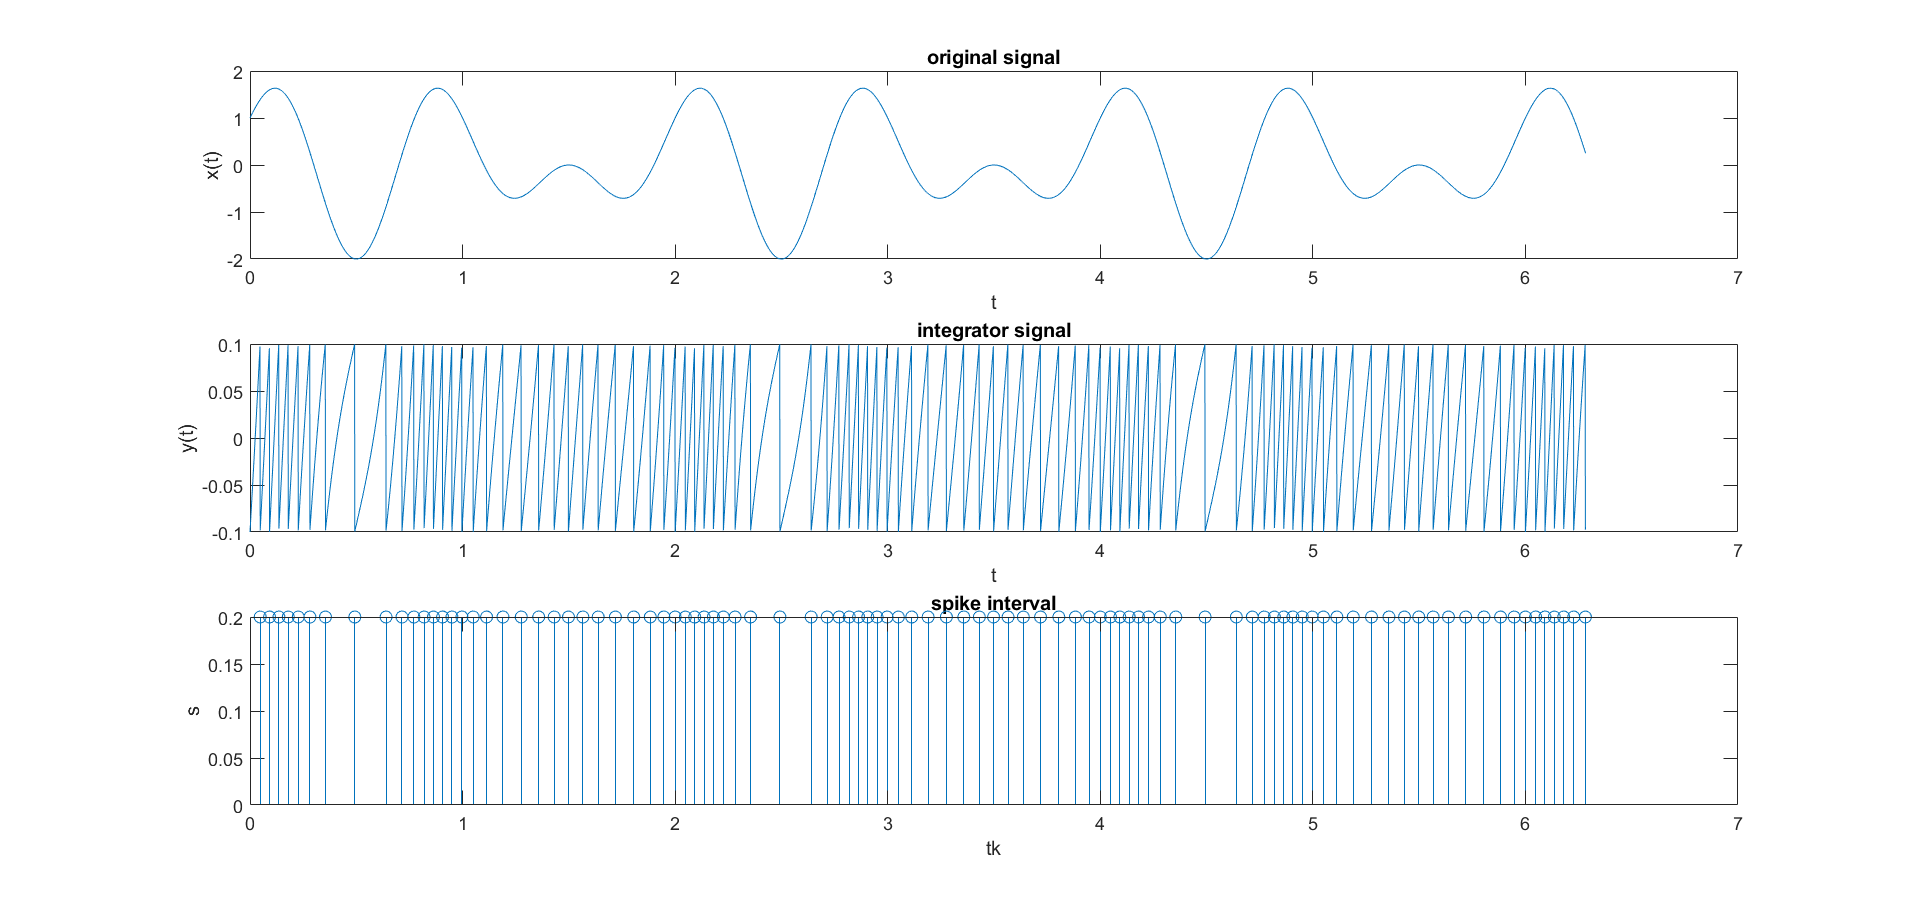 original signal
2
1
0
-1
-2
x(t)
0 1 2 3 4 5 6 7
t
integrator signal
0.1
0.05
0
-0.05
-0.1
y(t)
0 1 2 3 4 5 6 7
t
spike interval
0.2
0.15
0.1
0.05
0
s
0 1 2 3 4 5 6 7
tk